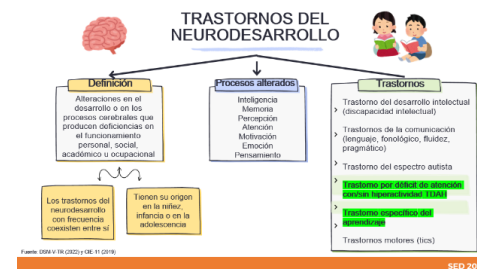 TRASTORNOS DEL
NEURODESARROLLO
Definición
Alteraciones en el
desarrollo o en los
procesos cerebrales que
producen deficiencias en
el funcionamiento
personal, social,
académico u ocupacional
Los trastornos del
neurodesarrollo
con frecuencia
coexisten entre sí
Tienen su origen
en la niñez,
infancia o en la
adolescencia
Procesos alterados
Inteligencia
Memoria
Percepción
Atención
Motivación
Emoción
Pensamiento
Trastornos
Trastorno del desarrollo intelectual
(discapacidad intelectual)
Trastornos de la comunicación
(lenguaje, fonológico, fluidez,
pragmático)
Trastorno del espectro autista
Trastorno por déficit de atención
con/sin hiperactividad TDAH
Trastorno específico del
aprendizaje
Trastornos motores (tics)
Fuente: DSM-V-TR (2022) y CIE-11 (2019)
SED 20